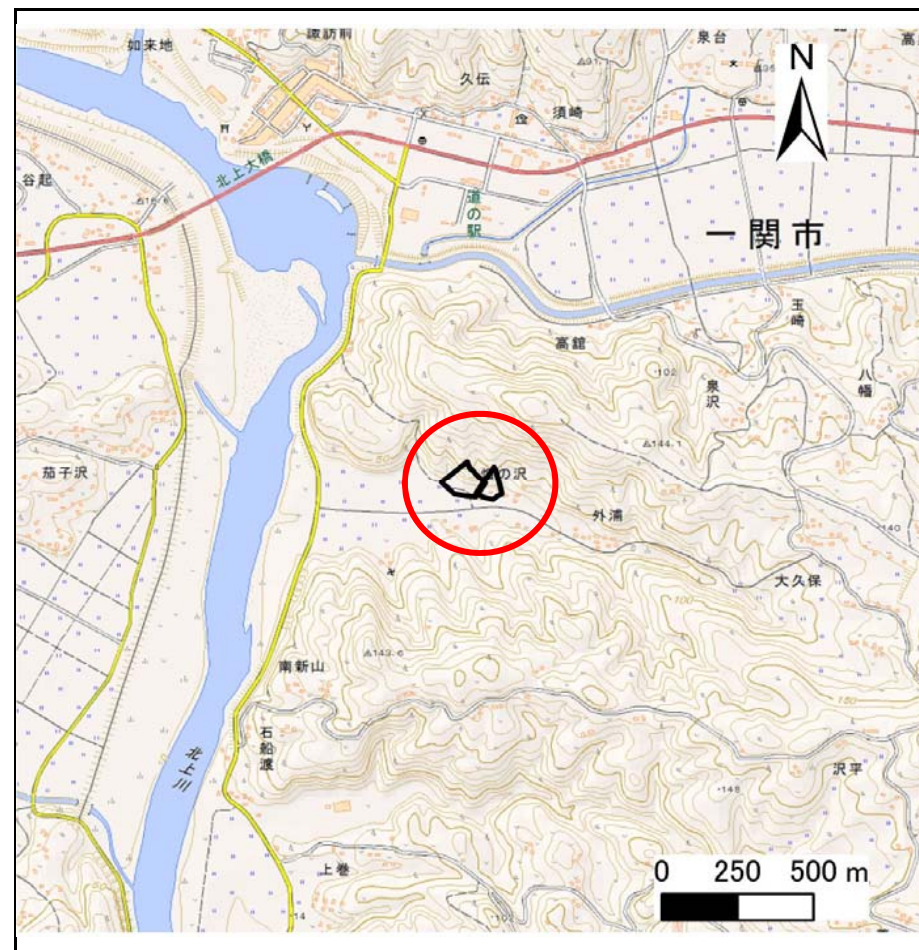 諏訪前
泉台
如来地
91.
久伝
須崎
N
谷起
北上大橋
道の駅
一関市
玉崎
高舘
102
泉沢
八幡
144.1
茄子沢
の沢
外浦
140
大久保
100
143.6
南新山
150
石船渡
北上川
沢平
148
上巻
14
0 250 500 m